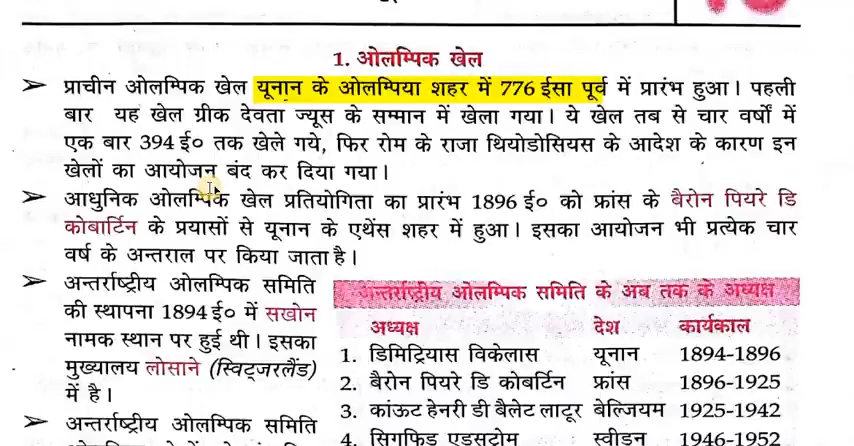 1. ओलम्पिक खेल
➢ प्राचीन ओलम्पिक खेल यूनान के ओलम्पिया शहर में 776 ईसा पूर्व में प्रारंभ हुआ। पहली
बार यह खेल ग्रीक देवता ज्यूस के सम्मान में खेला गया। ये खेल तब से चार वर्षों में
एक बार 394 ई० तक खेले गये, फिर रोम के राजा थियोडोसियस के आदेश के कारण इन
खेलों का आयोजन बंद कर दिया गया।
➢ आधुनिक ओलम्पिक खेल प्रतियोगिता का प्रारंभ 1896 ई० को फ्रांस के बैरोन पियरे डि
कोबार्टिन के प्रयासों से यूनान के एथेंस शहर में हुआ। इसका आयोजन भी प्रत्येक चार
वर्ष के अन्तराल पर किया जाता है।
➢ अन्तर्राष्ट्रीय ओलम्पिक समिति
की स्थापना 1894 ई० में सखोन
नामक स्थान पर हुई थी। इसका
मुख्यालय लोसाने (स्विट्जरलैंड)
में है।
➢ अन्तर्राष्ट्रीय ओलम्पिक समिति
अन्तर्राष्ट्रीय ओलम्पिक समिति के अब तक के अध्यक्ष
अध्यक्ष देश कार्यकाल
1. डिमिट्रियास विकेलास यूनान 1894-1896
2. बैरोन पियरे डि कोबर्टिन फ्रांस 1896-1925
3. कांऊट हेनरी डी बैलेट लाटूर बेल्जियम 1925-1942
4. सिगफ्रिड एडसट्रोम स्वीडन 1946-1952